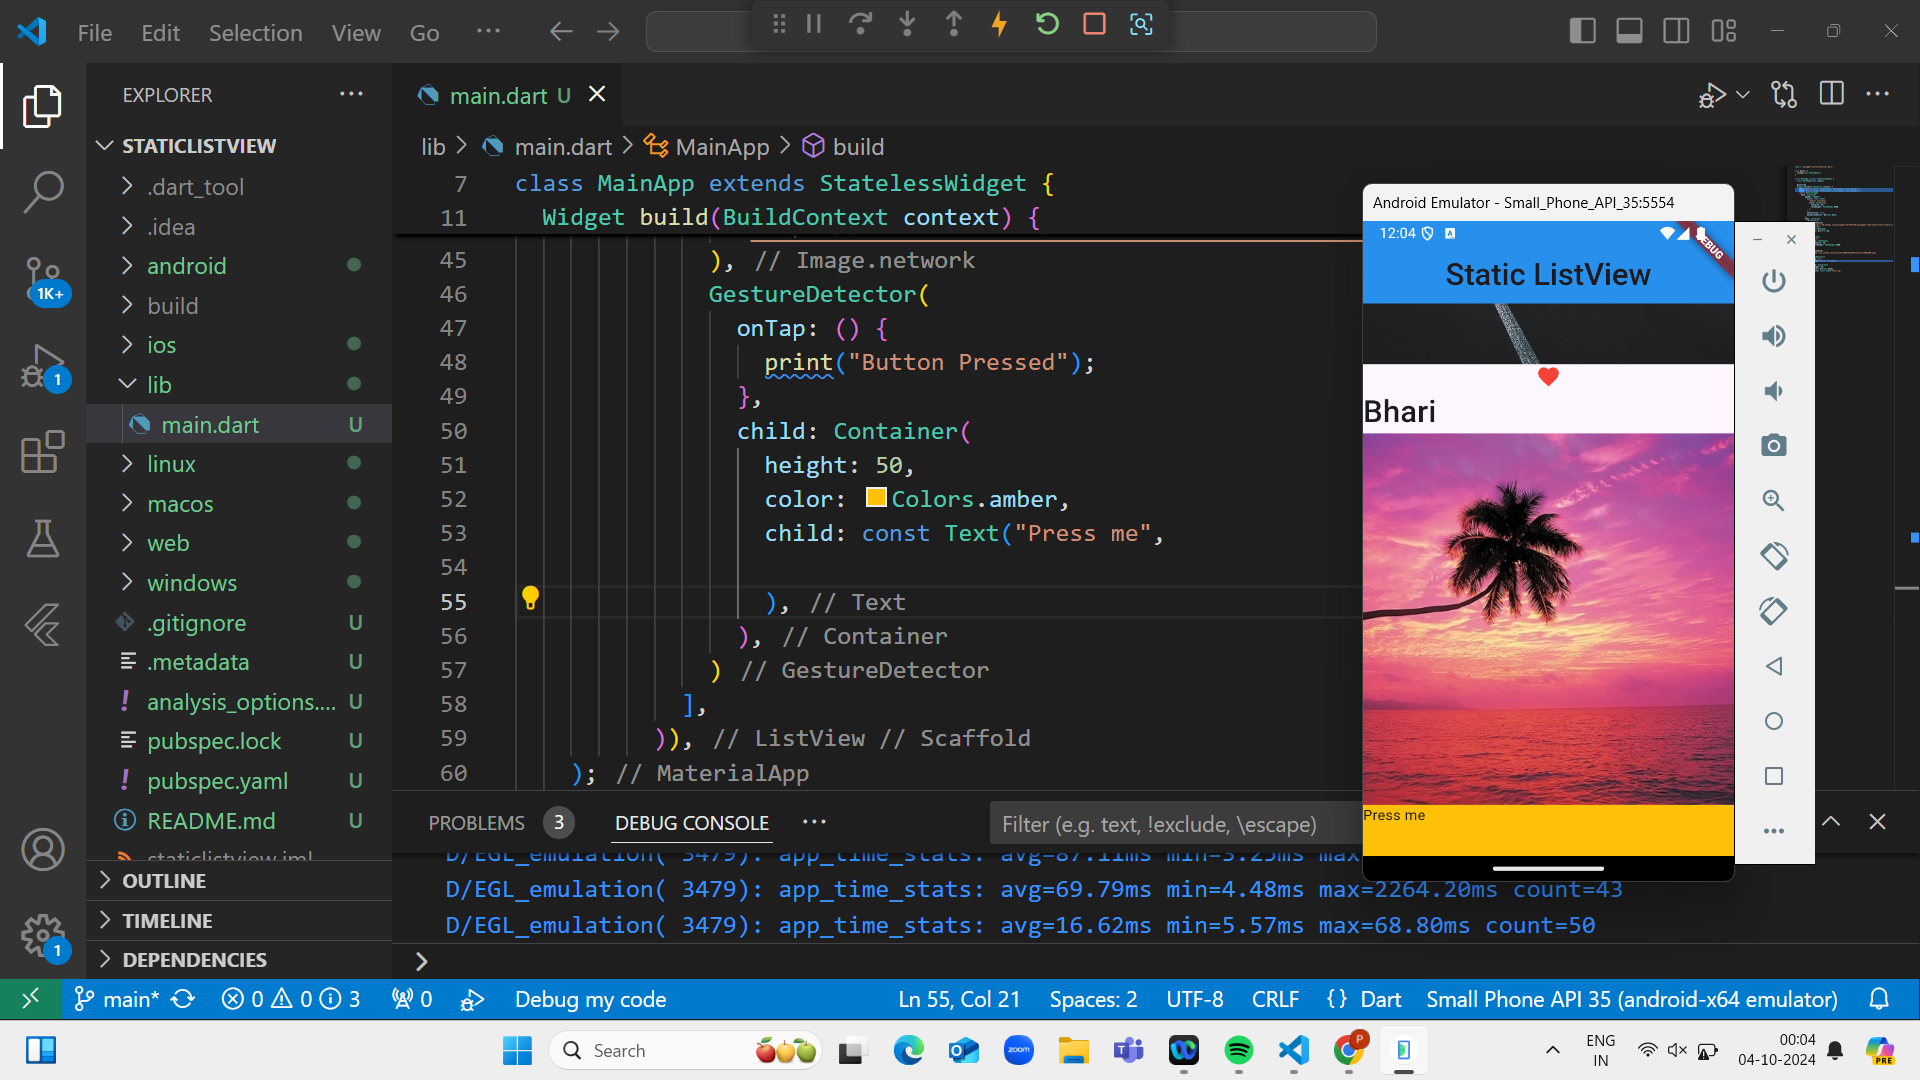 File Edit Selection View Go ...
EXPLORER ...
main.dart U
STATICLISTVIEW
.dart_tool
.idea
android
build
ios
lib
main.dart U
linux
macos
web
windows
.gitignore U
.metadata U
analysis_options.... U
pubspec.lock U
pubspec.yaml U
README.md U
staticlistview.iml
OUTLINE
TIMELINE
DEPENDENCIES
1K+
1
1
lib > main.dart > MainApp > build
7 class MainApp extends StatelessWidget {
11 Widget build(BuildContext context) {
45 ), // Image.network
46 GestureDetector(
47 onTap: () {
48 print("Button Pressed");
49 },
50 child: Container(
51 height: 50,
52 color: Colors.amber,
53 child: const Text("Press me",
54
55 ), // Text
56 ), // Container
57 ) // GestureDetector
58 ],
59 )), // ListView // Scaffold
60 ); // MaterialApp
PROBLEMS 3 DEBUG CONSOLE ... Filter (e.g. text, !exclude, \escape)
D/EGL_emulation( 3479): app_time_stats: avg=87.11ms min=3.25ms max
D/EGL_emulation( 3479): app_time_stats: avg=69.79ms min=4.48ms max=2264.20ms count=43
D/EGL_emulation( 3479): app_time_stats: avg=16.62ms min=5.57ms max=68.80ms count=50
>
Android Emulator - Small_Phone_API_35:5554
12:04
DEBUG
Static ListView
Bhari
Press me
main* 0 0 3 0 Debug my code Ln 55, Col 21 Spaces: 2 UTF-8 CRLF {} Dart Small Phone API 35 (android-x64 emulator)
Search
zoom
P
ENG
IN
00:04
04-10-2024
PRE